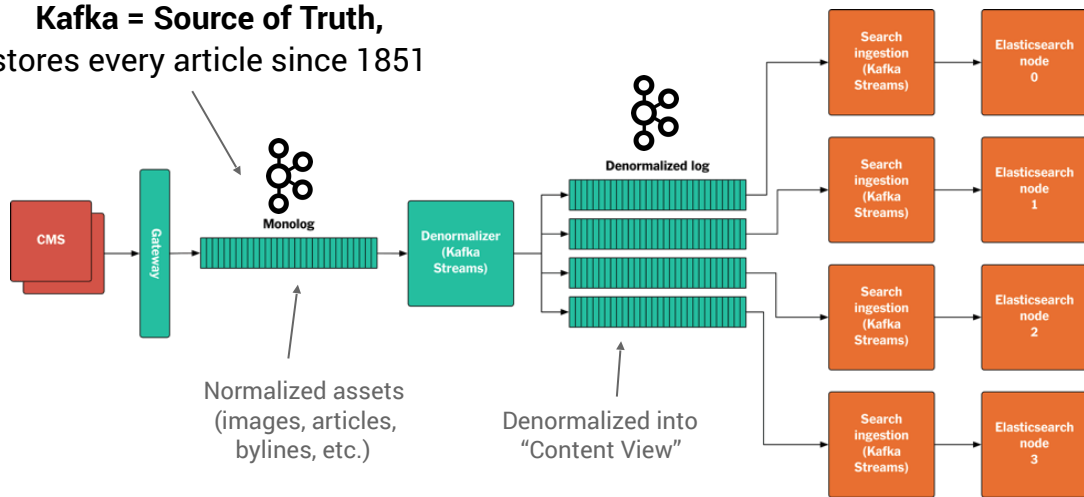 Kafka = Source of Truth,
stores every article since 1851
Monolog
CMS
Gateway
Denormalizer
(Kafka
Streams)
Denormalized log
Normalized assets
(images, articles,
bylines, etc.)
Denormalized into
“Content View”
Search
ingestion
(Kafka
Streams)
Elasticsearch
node
0
Search
ingestion
(Kafka
Streams)
Elasticsearch
node
1
Search
ingestion
(Kafka
Streams)
Elasticsearch
node
2
Search
ingestion
(Kafka
Streams)
Elasticsearch
node
3